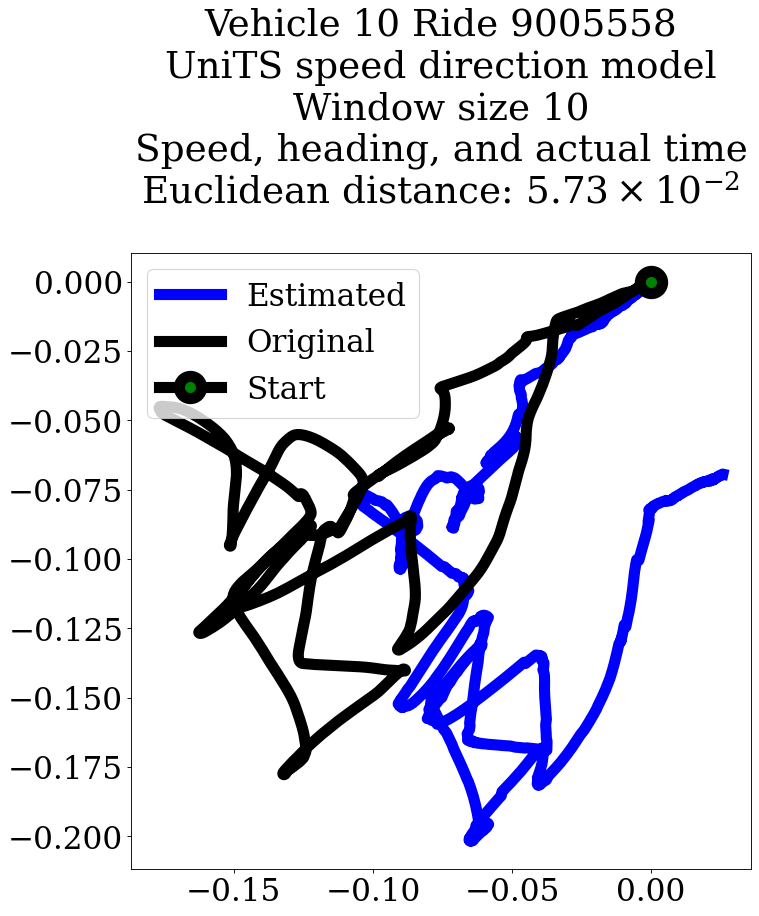 Vehicle 10 Ride 9005558
UniTS speed direction model
Window size 10
Speed, heading, and actual time
Euclidean distance: 5.73 × 10⁻²
Estimated
Original
Start
0.000
−0.025
−0.050
−0.075
−0.100
−0.125
−0.150
−0.175
−0.200
−0.15
−0.10
−0.05
0.00